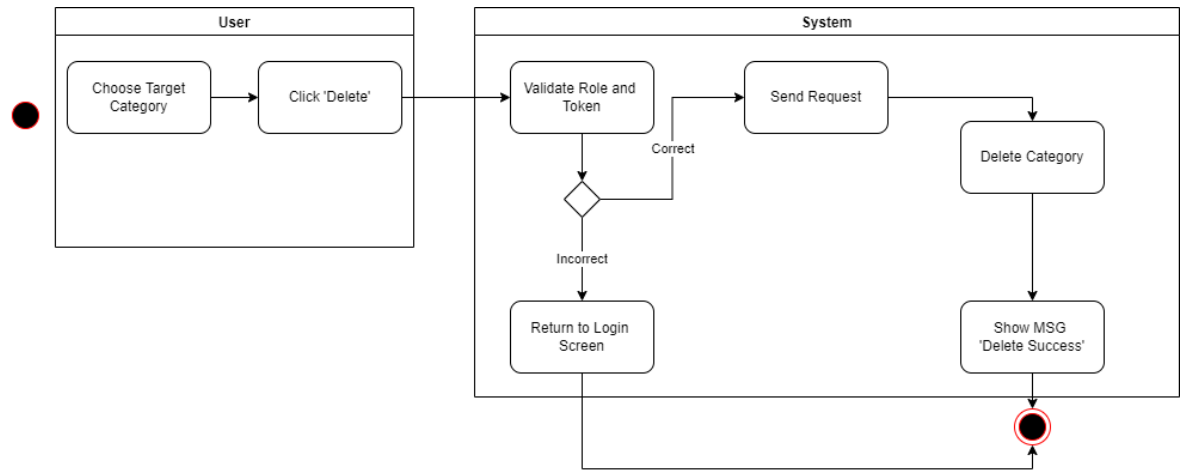 User
System
Choose Target
Category
Click 'Delete'
Validate Role and
Token
Send Request
Correct
Delete Category
Incorrect
Return to Login
Screen
Show MSG
'Delete Success'